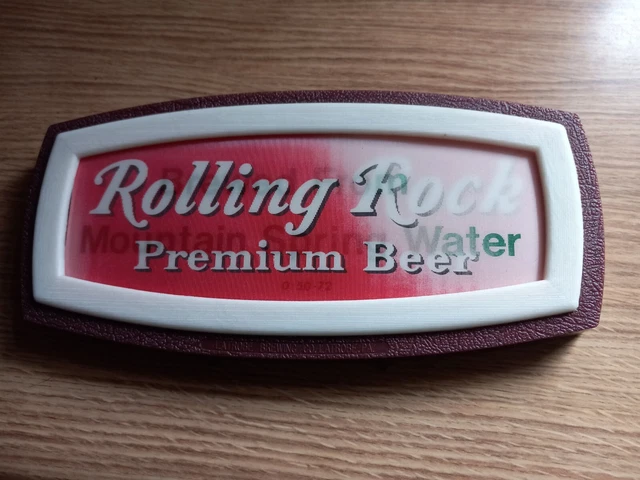 Rolling Rock
Mountain Spring Water
Premium Beer